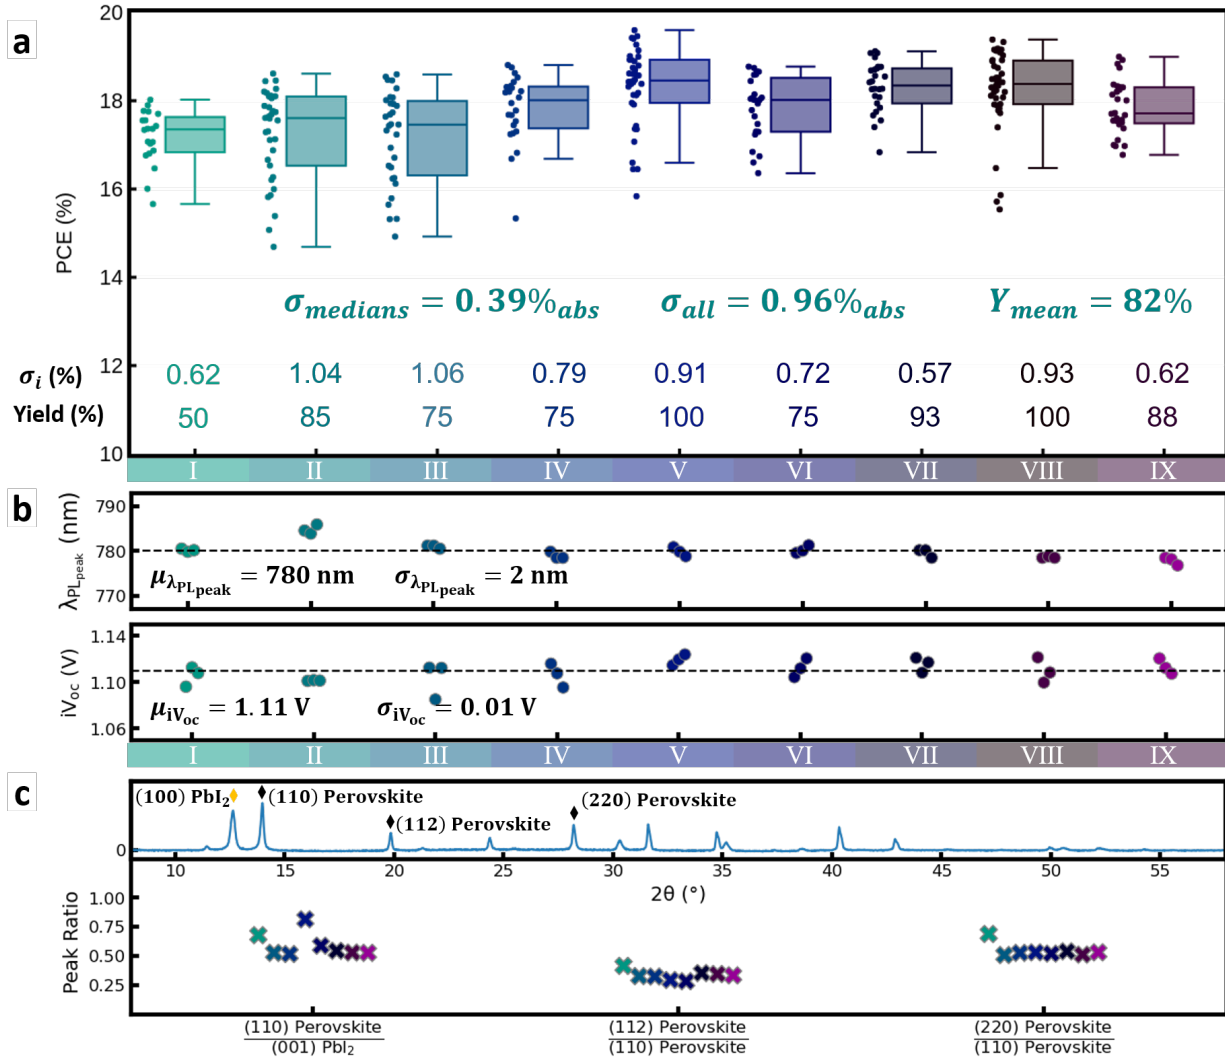 a
20
18
16
14
12
10
PCE (%)
σmedians = 0.39%abs
σall = 0.96%abs
Ymean = 82%
σi (%)
0.62 1.04 1.06 0.79 0.91 0.72 0.57 0.93 0.62
Yield (%)
50 85 75 75 100 75 93 100 88
I II III IV V VI VII VIII IX
b
790
780
770
λPLpeak (nm)
μλPLpeak = 780 nm
σλPLpeak = 2 nm
1.14
1.10
1.06
iVoc (V)
μiVoc = 1.11 V
σiVoc = 0.01 V
I II III IV V VI VII VIII IX
c
(100) PbI2
(110) Perovskite
(112) Perovskite
(220) Perovskite
0
10 15 20 25 30 35 40 45 50 55
2θ (°)
1.00
0.75
0.50
0.25
Peak Ratio
(110) Perovskite
(001) PbI2
(112) Perovskite
(110) Perovskite
(220) Perovskite
(110) Perovskite